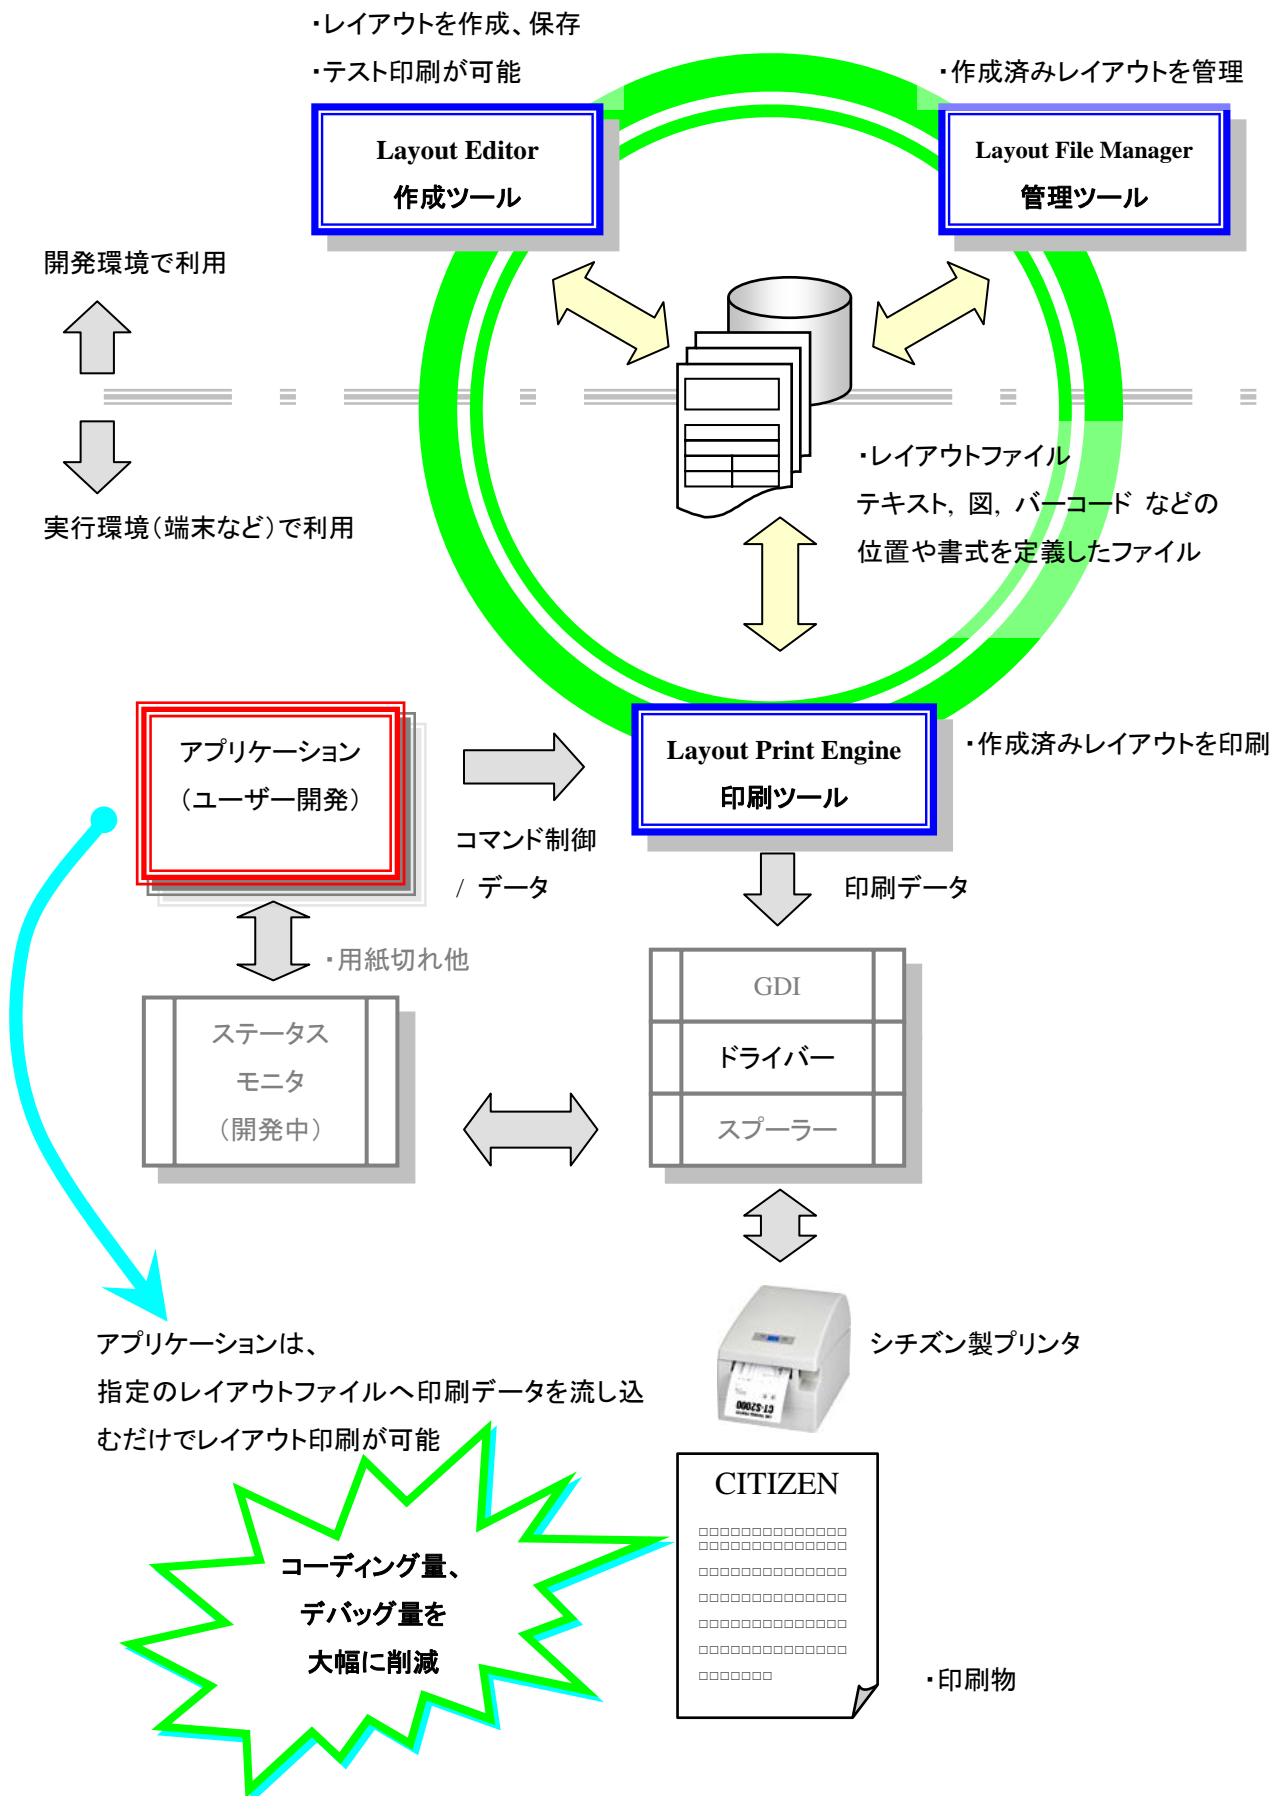 ・レイアウトを作成、保存
・テスト印刷が可能
・作成済みレイアウトを管理
Layout Editor
作成ツール
Layout File Manager
管理ツール
開発環境で利用
実行環境（端末など）で利用
・レイアウトファイル
テキスト, 図, バーコード などの
位置や書式を定義したファイル
アプリケーション
（ユーザー開発）
コマンド制御
/ データ
Layout Print Engine
印刷ツール
・作成済みレイアウトを印刷
印刷データ
・用紙切れ他
ステータス
モニタ
（開発中）
GDI
ドライバー
スプーラー
シチズン製プリンタ
CT-S2000
アプリケーションは、
指定のレイアウトファイルへ印刷データを流し込
むだけでレイアウト印刷が可能
コーディング量、
デバッグ量を
大幅に削減
CITIZEN
□□□□□□□□□□□□□□
□□□□□□□□□□□□□□
□□□□□□□□□□□□□□
□□□□□□□□□□□□□□
□□□□□□□□□□□□□□
□□□□□□□□□□□□□□
□□□□□□□
・印刷物